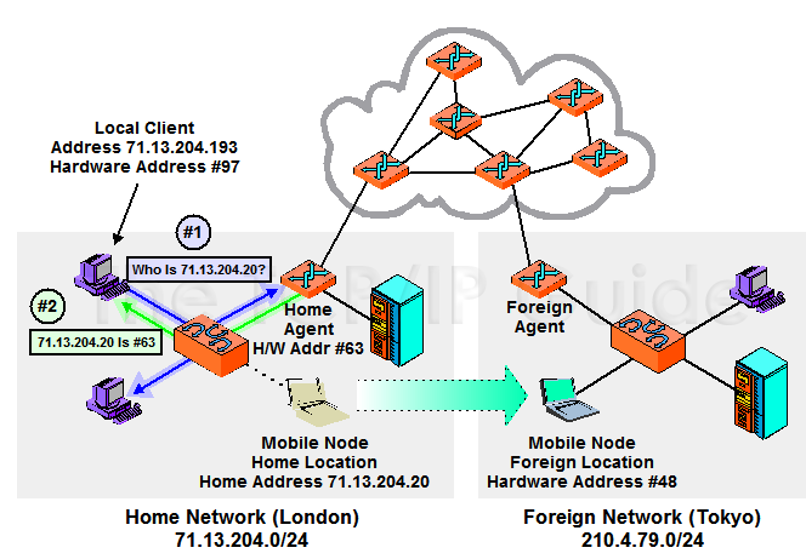 Local Client
Address 71.13.204.193
Hardware Address #97
#1
Who Is 71.13.204.20?
#2
71.13.204.20 Is #63
Home
Agent
H/W Addr #63
Foreign
Agent
The TCP/IP Guide
Mobile Node
Home Location
Home Address 71.13.204.20
Mobile Node
Foreign Location
Hardware Address #48
Home Network (London)
71.13.204.0/24
Foreign Network (Tokyo)
210.4.79.0/24